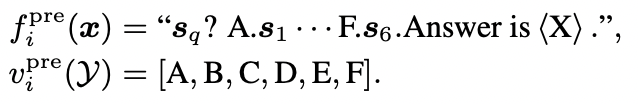 f_i^pre(x) = “s_q? A.s_1 ··· F.s_6.Answer is ⟨X⟩ .”,
v_i^pre(𝒴) = [A, B, C, D, E, F].